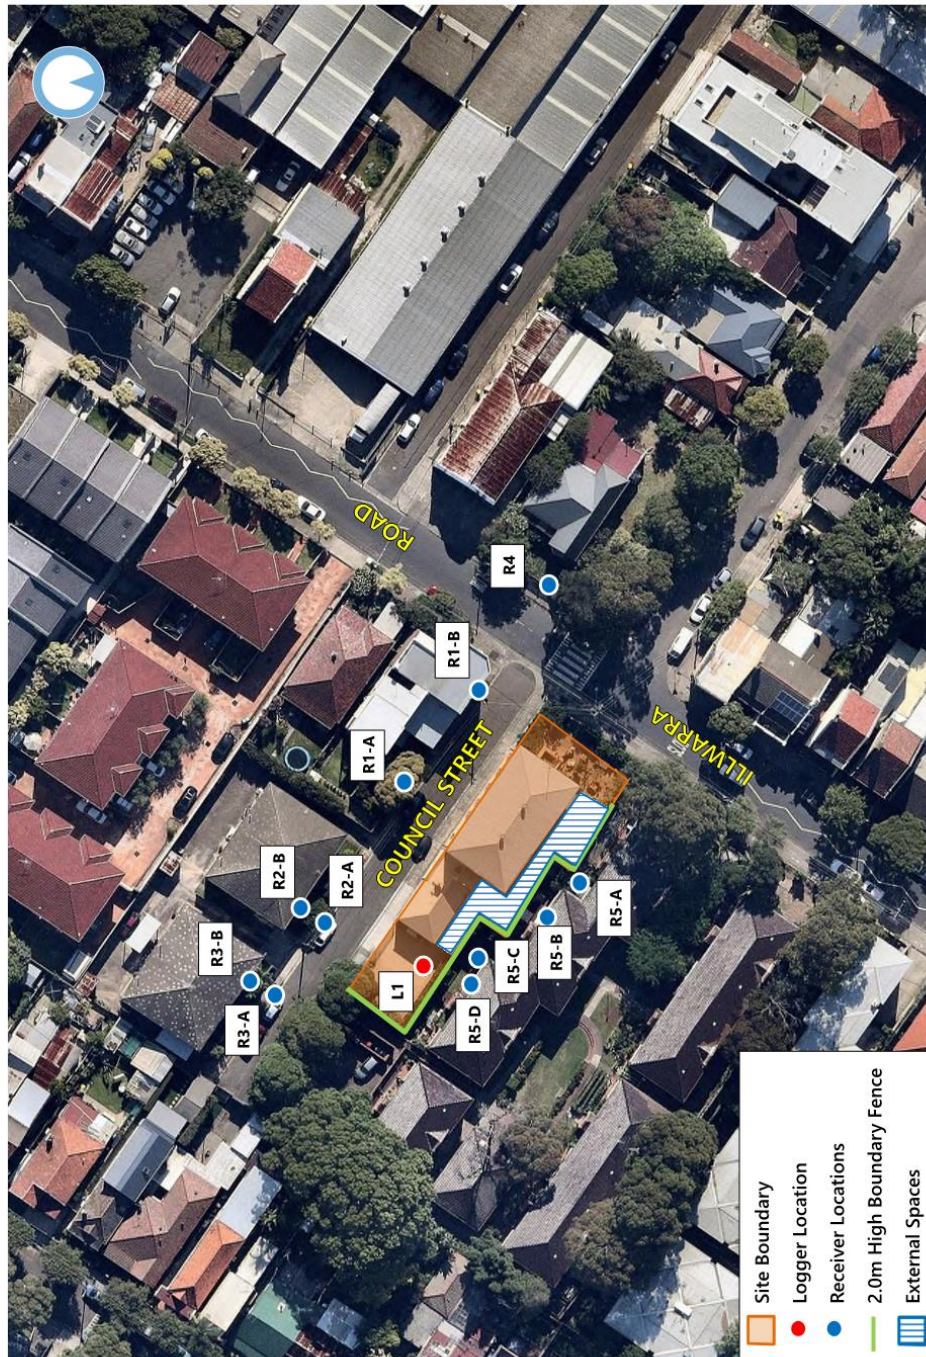 ROAD
R4
R1-B
R1-A
COUNCIL STREET
ILLWARRA
R2-B
R2-A
R3-B
R3-A
L1
R5-A
R5-B
R5-C
R5-D
Site Boundary
Logger Location
Receiver Locations
2.0m High Boundary Fence
External Spaces